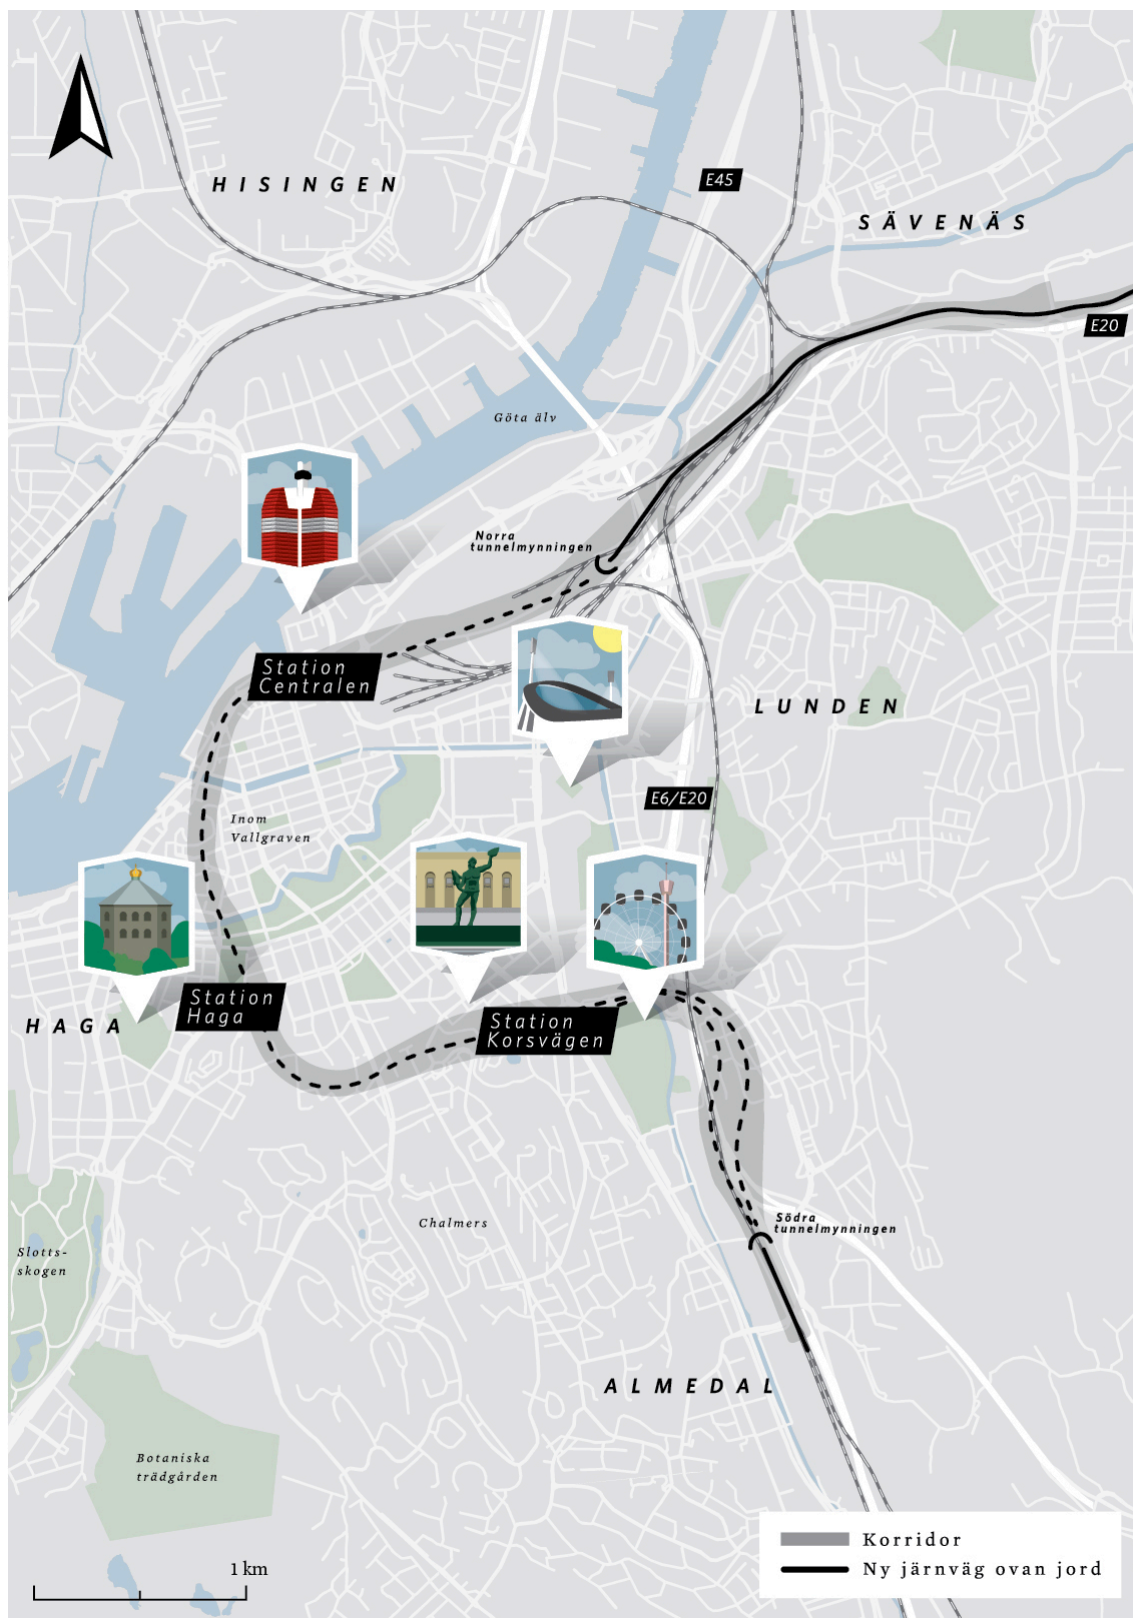 HISINGEN
E45
SÄVENÄS
E20
Göta älv
Norra
tunnelmynningen
Station
Centralen
LUNDEN
E6/E20
Inom
Vallgraven
Station
Haga
HAGA
Station
Korsvägen
Södra
tunnelmynningen
Chalmers
Slotts-
skogen
ALMEDAL
Botaniska
trädgården
1 km
Korridor
Ny järnväg ovan jord